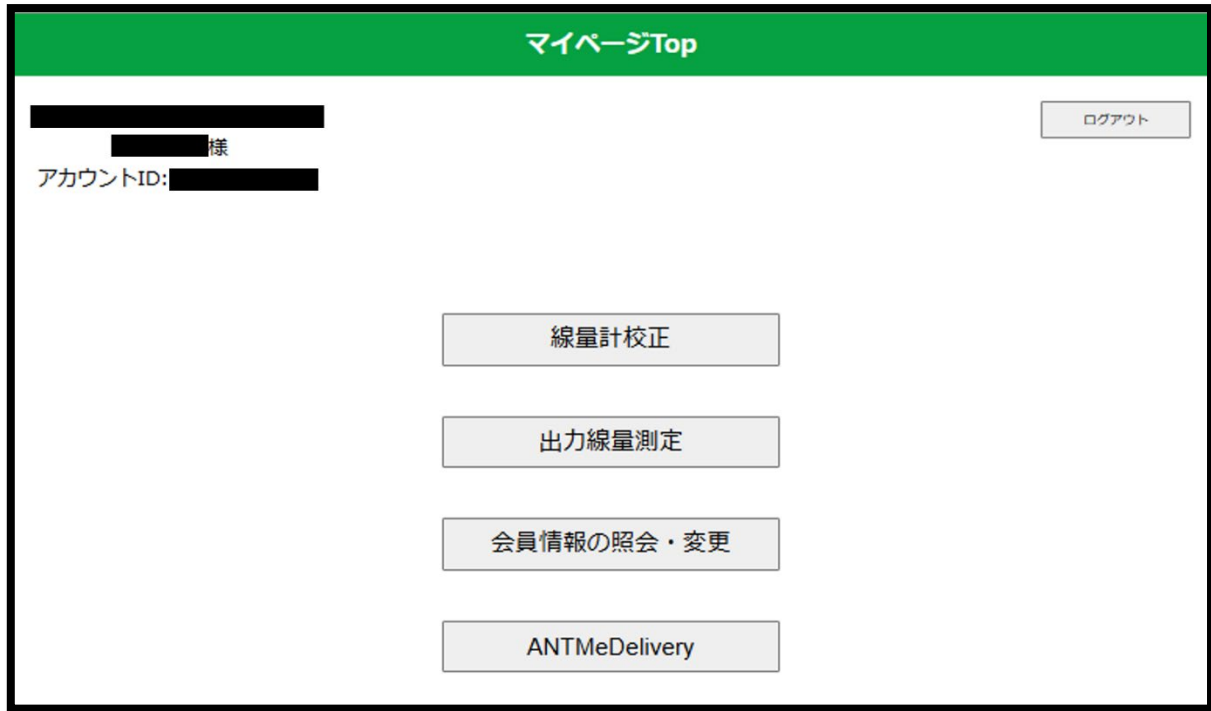 マイページTop
ログアウト
様
アカウントID:
線量計校正
出力線量測定
会員情報の照会・変更
ANTMeDelivery